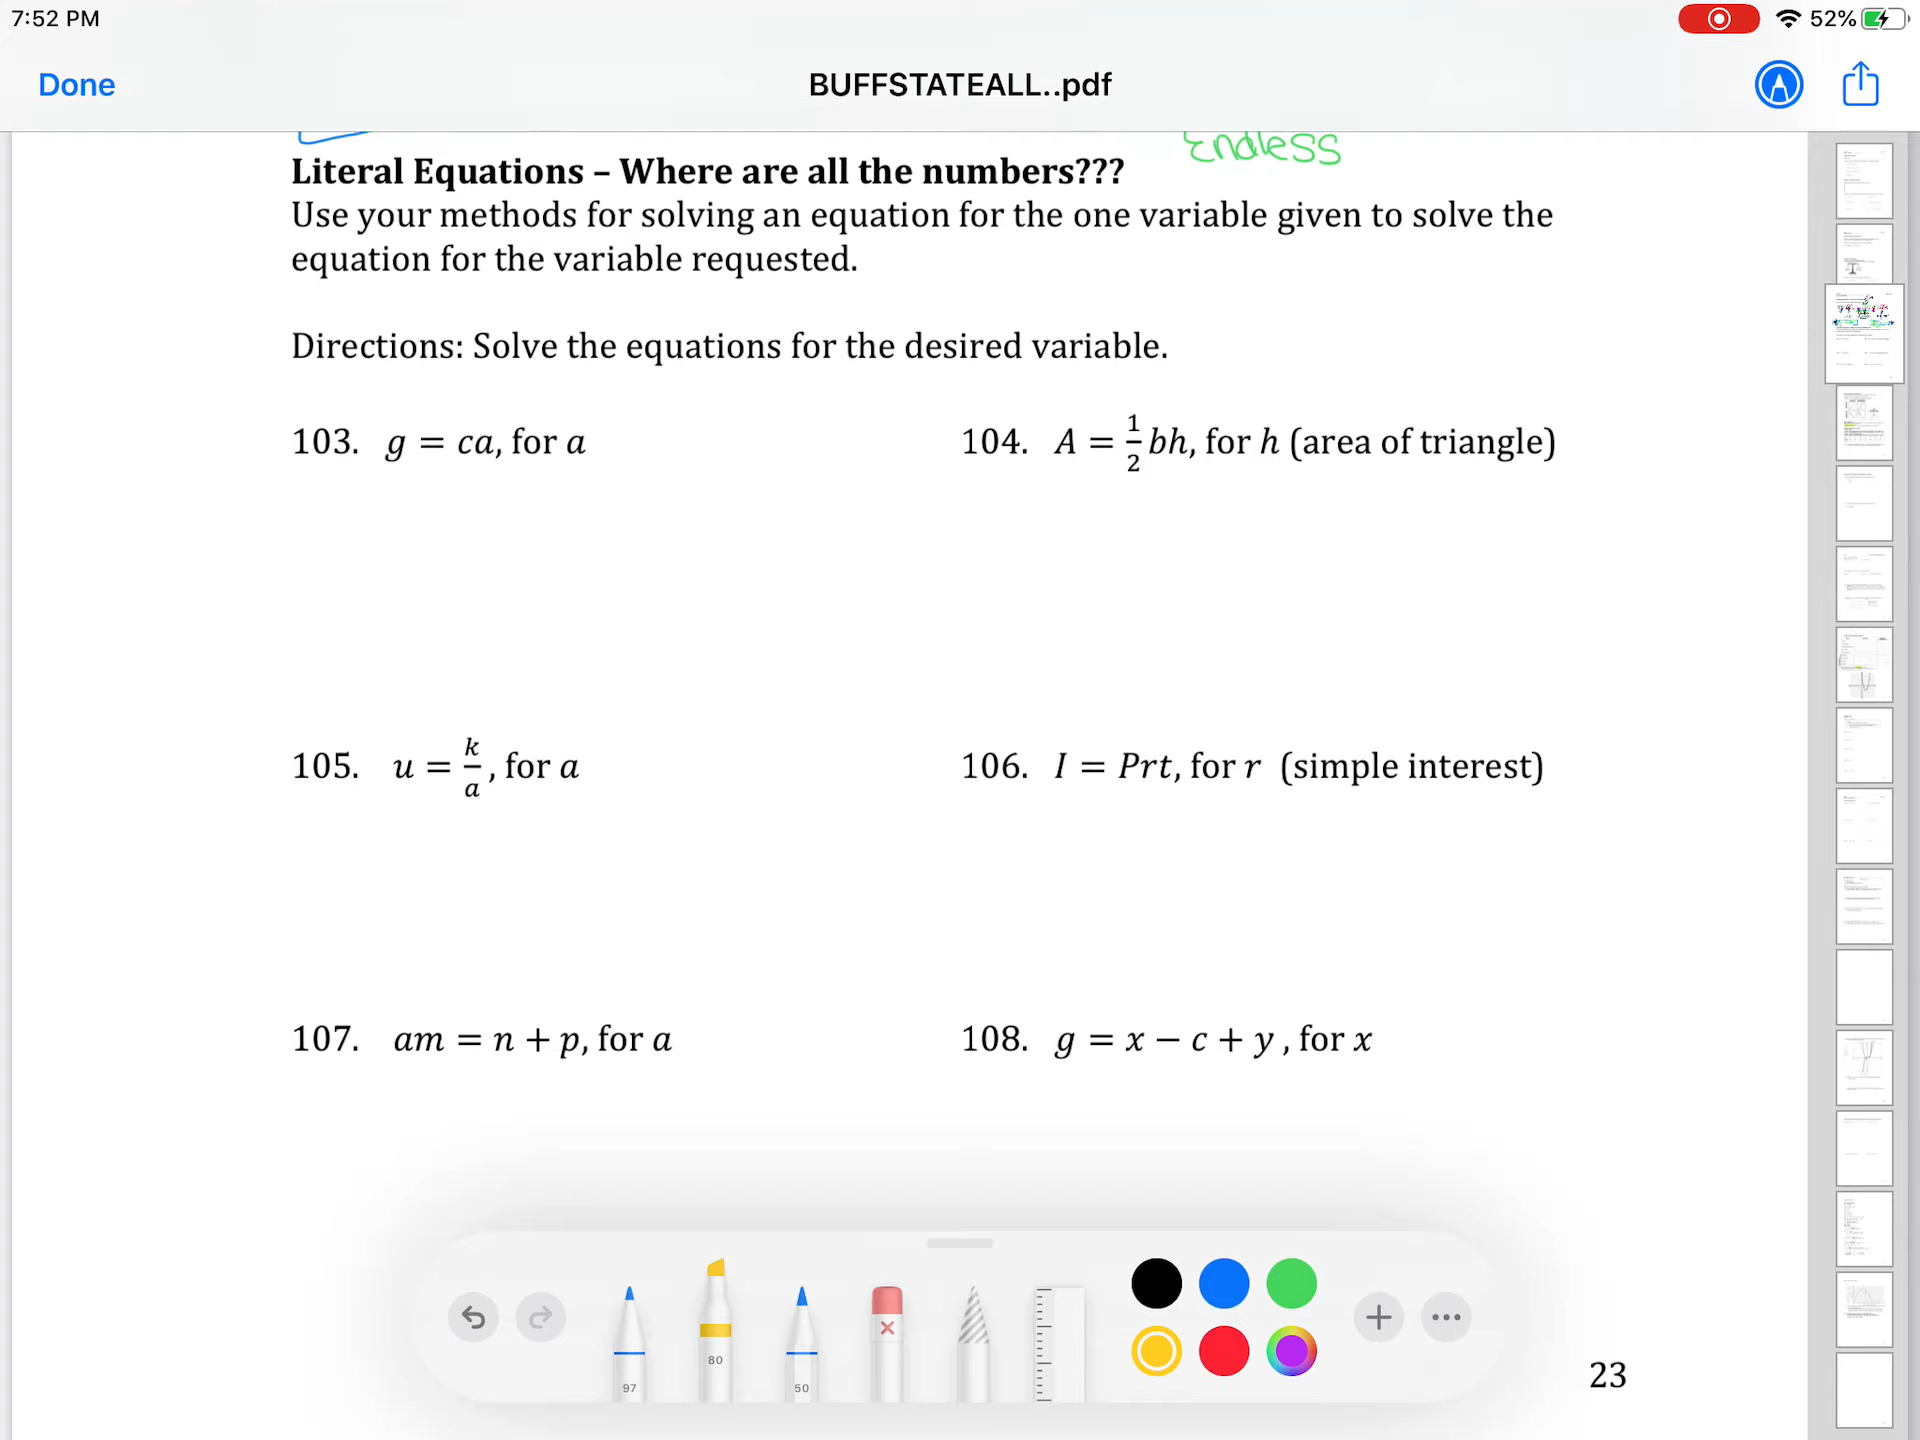 7:52 PM
52%
Done
BUFFSTATEALL..pdf
Endless
Literal Equations – Where are all the numbers???
Use your methods for solving an equation for the one variable given to solve the
equation for the variable requested.
Directions: Solve the equations for the desired variable.
103. g = ca, for a
104. A = 1/2 bh, for h (area of triangle)
105. u = k/a, for a
106. I = Prt, for r (simple interest)
107. am = n + p, for a
108. g = x − c + y , for x
97
80
50
23